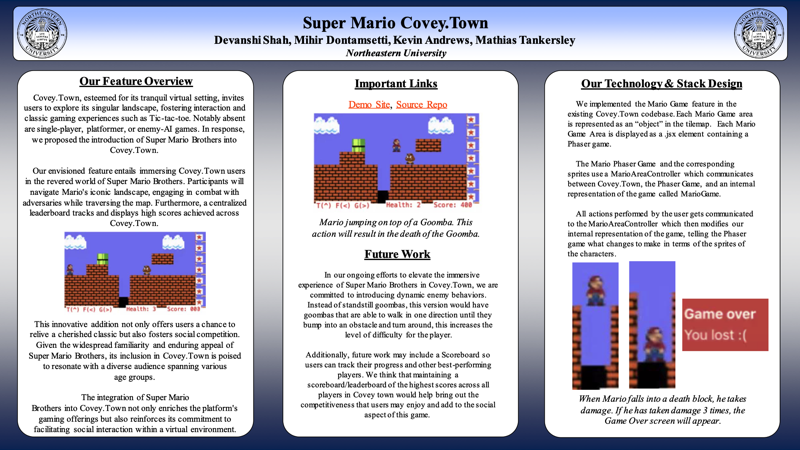 Super Mario Covey.Town
Devanshi Shah, Mihir Dontamsetti, Kevin Andrews, Mathias Tankersley
Northeastern University
NORTHEASTERN
UNIVERSITY
NORTHEASTERN
UNIVERSITY
Our Feature Overview
Covey.Town, esteemed for its tranquil virtual setting, invites
users to explore its singular landscape, fostering interaction and
classic gaming experiences such as Tic-tac-toe. Notably absent
are single-player, platformer, or enemy-AI games. In response,
we proposed the introduction of Super Mario Brothers into
Covey.Town.
Our envisioned feature entails immersing Covey.Town users
in the revered world of Super Mario Brothers. Participants will
navigate Mario's iconic landscape, engaging in combat with
adversaries while traversing the map. Furthermore, a centralized
leaderboard tracks and displays high scores achieved across
Covey.Town.
T(^) F(<) G(>) Health: 3 Score: 000
This innovative addition not only offers users a chance to
relive a cherished classic but also fosters social competition.
Given the widespread familiarity and enduring appeal of
Super Mario Brothers, its inclusion in Covey.Town is poised
to resonate with a diverse audience spanning various
age groups.
The integration of Super Mario
Brothers into Covey.Town not only enriches the platform's
gaming offerings but also reinforces its commitment to
facilitating social interaction within a virtual environment.
Important Links
Demo Site, Source Repo
T(^) F(<) G(>) Health: 2 Score: 400
Mario jumping on top of a Goomba. This
action will result in the death of the Goomba.
Future Work
In our ongoing efforts to elevate the immersive
experience of Super Mario Brothers in Covey.Town, we are
committed to introducing dynamic enemy behaviors.
Instead of standstill goombas, this version would have
goombas that are able to walk in one direction until they
bump into an obstacle and turn around, this increases the
level of difficulty for the player.
Additionally, future work may include a Scoreboard so
users can track their progress and other best-performing
players. We think that maintaining a
scoreboard/leaderboard of the highest scores across all
players in Covey town would help bring out the
competitiveness that users may enjoy and add to the social
aspect of this game.
Our Technology & Stack Design
We implemented the Mario Game feature in the
existing Covey.Town codebase.Each Mario Game area
is represented as an “object” in the tilemap. Each Mario
Game Area is displayed as a .jsx element containing a
Phaser game.
The Mario Phaser Game and the corresponding
sprites use a MarioAreaController which communicates
between Covey.Town, the Phaser Game, and an internal
representation of the game called MarioGame.
All actions performed by the user gets communicated
to the MarioAreaController which then modifies our
internal representation of the game, telling the Phaser
game what changes to make in terms of the sprites of
the characters.
Game over
You lost :(
When Mario falls into a death block, he takes
damage. If he has taken damage 3 times, the
Game Over screen will appear.